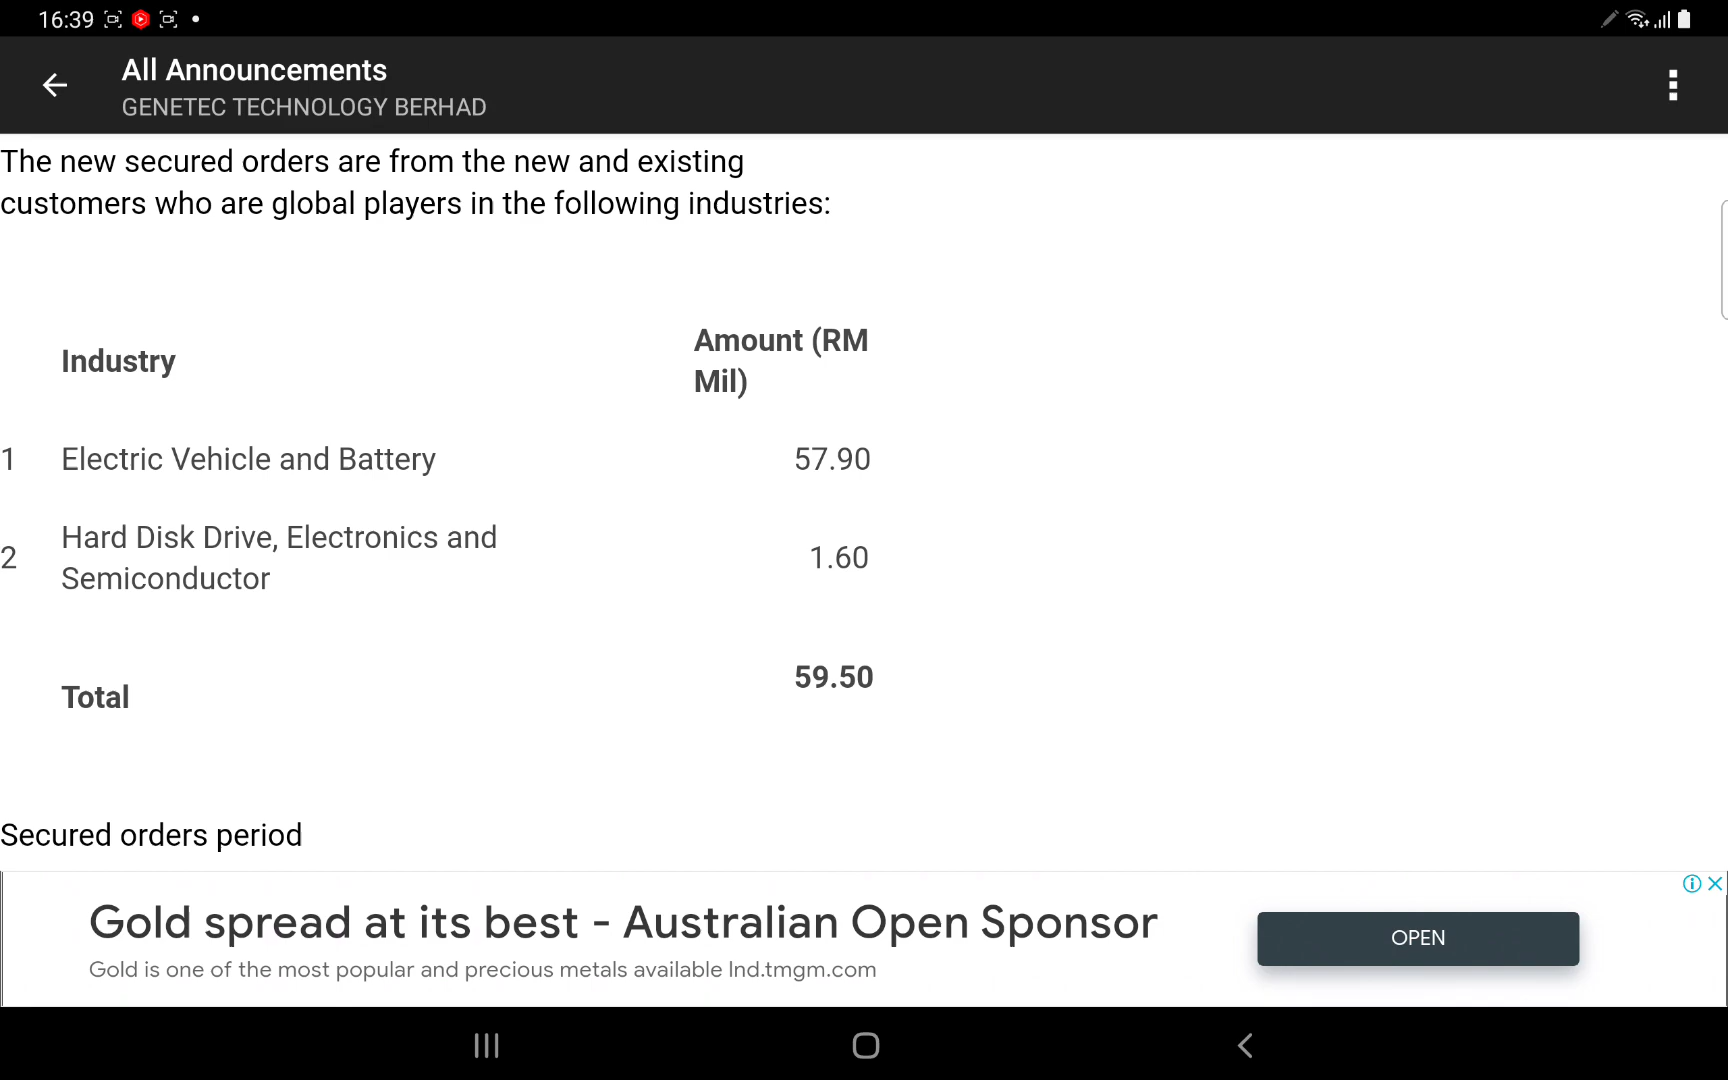 16:39
All Announcements
GENETEC TECHNOLOGY BERHAD
The new secured orders are from the new and existing
customers who are global players in the following industries:
Industry
Amount (RM
Mil)
1 Electric Vehicle and Battery 57.90
2 Hard Disk Drive, Electronics and
Semiconductor 1.60
Total 59.50
Secured orders period
Gold spread at its best - Australian Open Sponsor
Gold is one of the most popular and precious metals available lnd.tmgm.com
OPEN